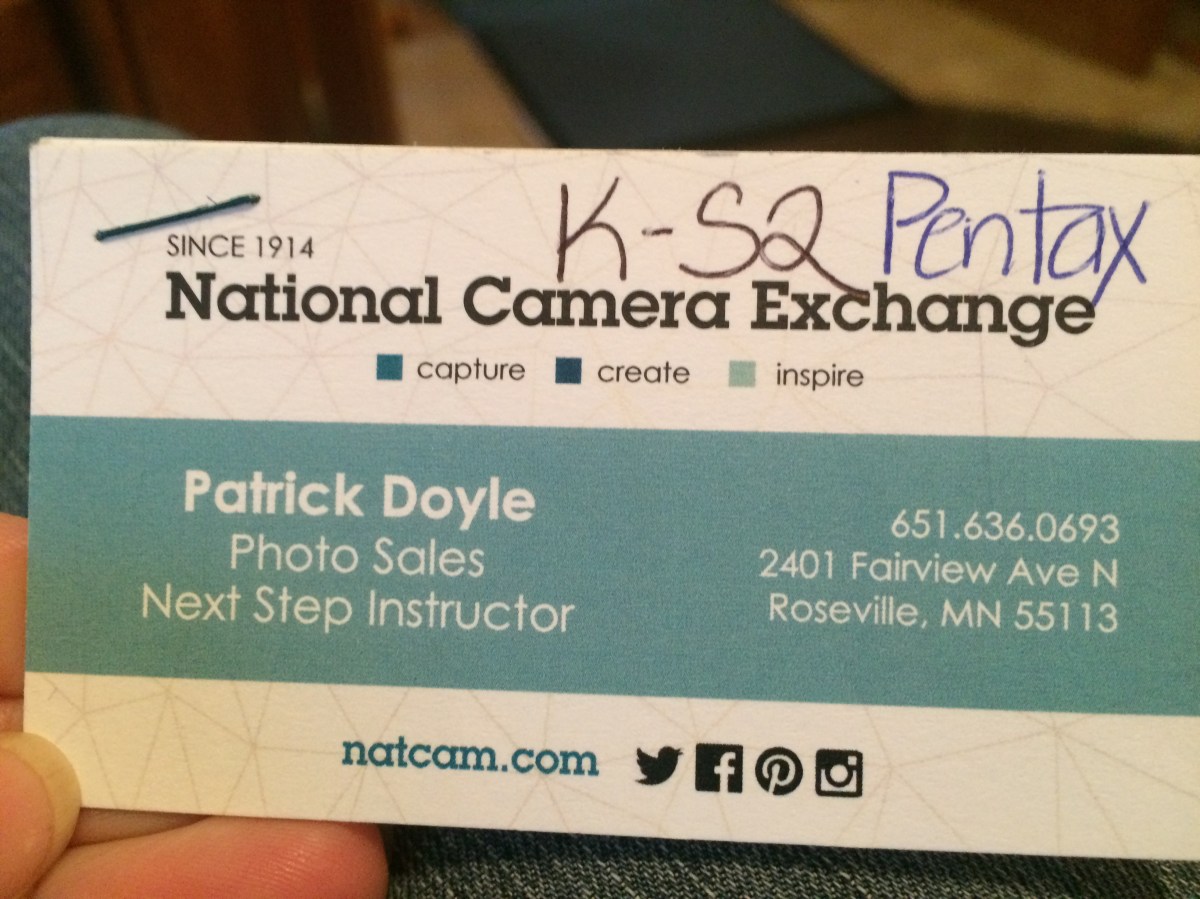 K-S2 Pentax
SINCE 1914
National Camera Exchange
capture create inspire
Patrick Doyle
Photo Sales
Next Step Instructor
651.636.0693
2401 Fairview Ave N
Roseville, MN 55113
natcam.com